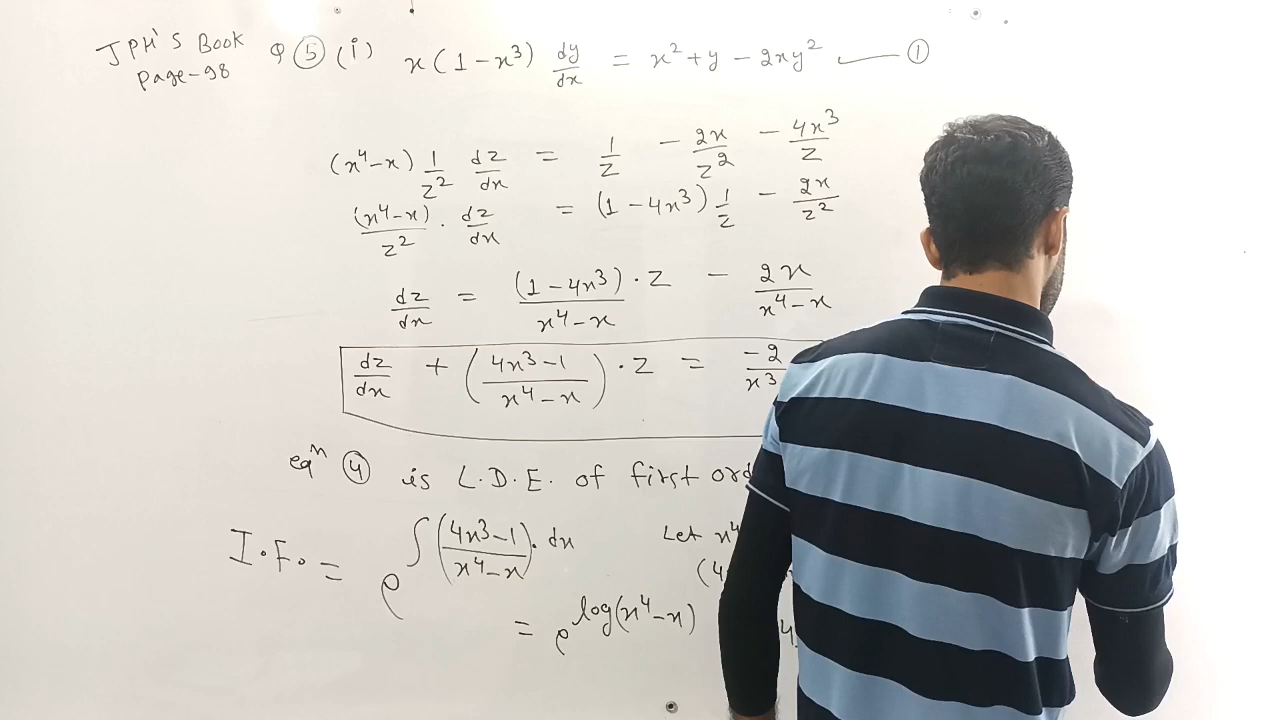 JPH'S Book Q ⑤ (i) x(1-x³) dy/dx = x² + y - 2xy² — ①
Page-98
(x⁴-x) 1/z² dz/dx = 1/z - 2x/z² - 4x³/z
(x⁴-x)/z² · dz/dx = (1-4x³) 1/z - 2x/z²
dz/dx = (1-4x³)/(x⁴-x) · z - 2x/(x⁴-x)
dz/dx + ((4x³-1)/(x⁴-x)) · z = -2/x³
eqⁿ ④ is L.D.E. of first ord
I.F. = e^∫((4x³-1)/(x⁴-x)) · dx Let x⁴
(4
= e^log(x⁴-x) 4